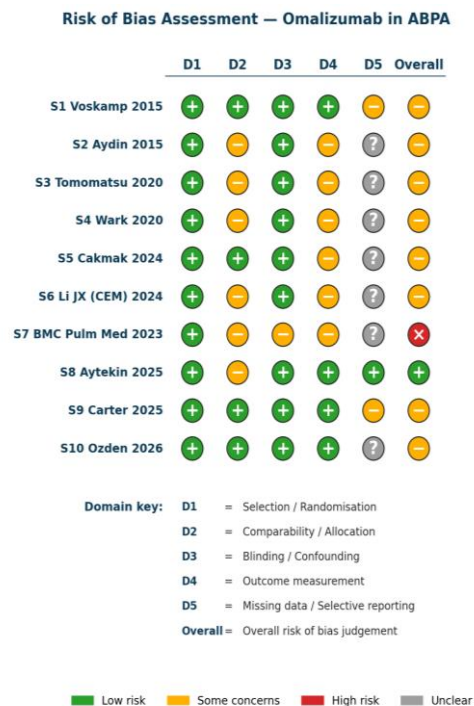 Risk of Bias Assessment — Omalizumab in ABPA
D1 D2 D3 D4 D5 Overall
S1 Voskamp 2015 + + + + − −
S2 Aydin 2015 + − + − ? −
S3 Tomomatsu 2020 + − + − ? −
S4 Wark 2020 + − + − ? −
S5 Cakmak 2024 + + + − ? −
S6 Li JX (CEM) 2024 + − + − ? −
S7 BMC Pulm Med 2023 + − − − ? ×
S8 Aytekin 2025 + − + + + +
S9 Carter 2025 + + + + − −
S10 Ozden 2026 + + + + ? −
Domain key: D1 = Selection / Randomisation
D2 = Comparability / Allocation
D3 = Blinding / Confounding
D4 = Outcome measurement
D5 = Missing data / Selective reporting
Overall = Overall risk of bias judgement
Low risk Some concerns High risk Unclear